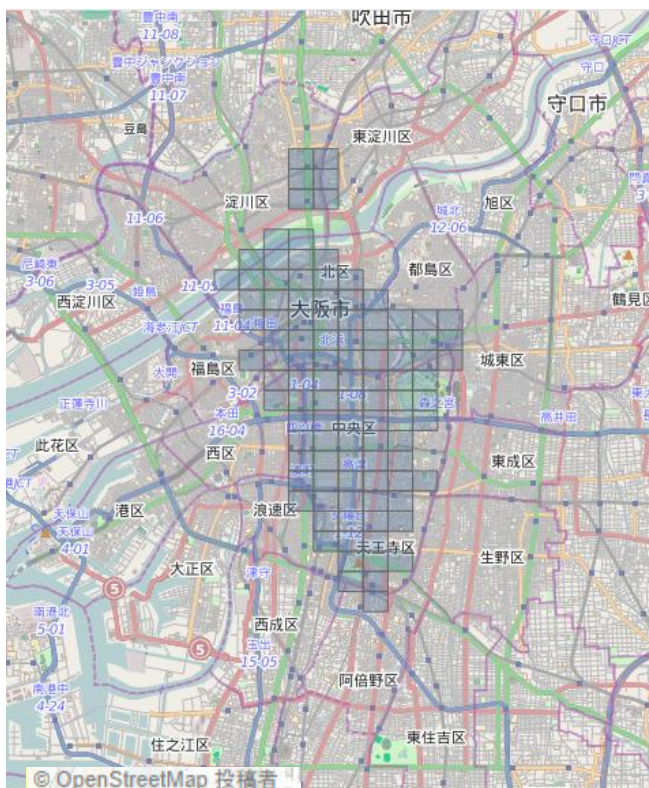 吹田市
豊中南
11-08
守口JCT
豊中ジャンクション
守口
豊中南
11-07
守口市
豆島
東淀川区
淀川区
旭区
城北
12-06
11-06
尼崎東
3-06
北区
都島区
3-05
姫島
11-05
西淀川区
大阪市
鶴見区
福島
11-04
海老江JCT
北浜
城東区
大開
福島区
3-02
正蓮寺川
本田
16-04
森之宮
高井田
中央区
此花区
西区
東成区
天保山
港区
浪速区
天保山
4-01
天王寺区
生野区
大正区
津守
5
南港北
5-01
西成区
玉出
15-05
5
阿倍野区
南港中
4-24
住之江区
東住吉区
© OpenStreetMap 投稿者